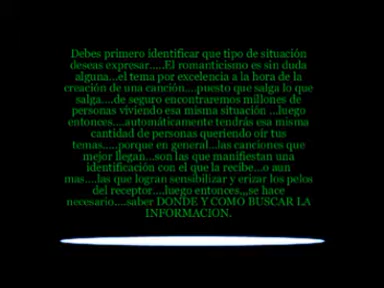 Debes primero identificar que tipo de situación
deseas expresar.....El romanticismo es sin duda
alguna...el tema por excelencia a la hora de la
creación de una canción....puesto que salga lo que
salga....de seguro encontraremos millones de
personas viviendo esa misma situación ...luego
entonces....automáticamente tendrás esa misma
cantidad de personas queriendo oír tus
temas.....porque en general...las canciones que
mejor llegan...son las que manifiestan una
identificación con el que la recibe...o aun
mas....las que logran sensibilizar y erizar los pelos
del receptor....luego entonces,,,se hace
necesario....saber DONDE Y COMO BUSCAR LA
INFORMACION.